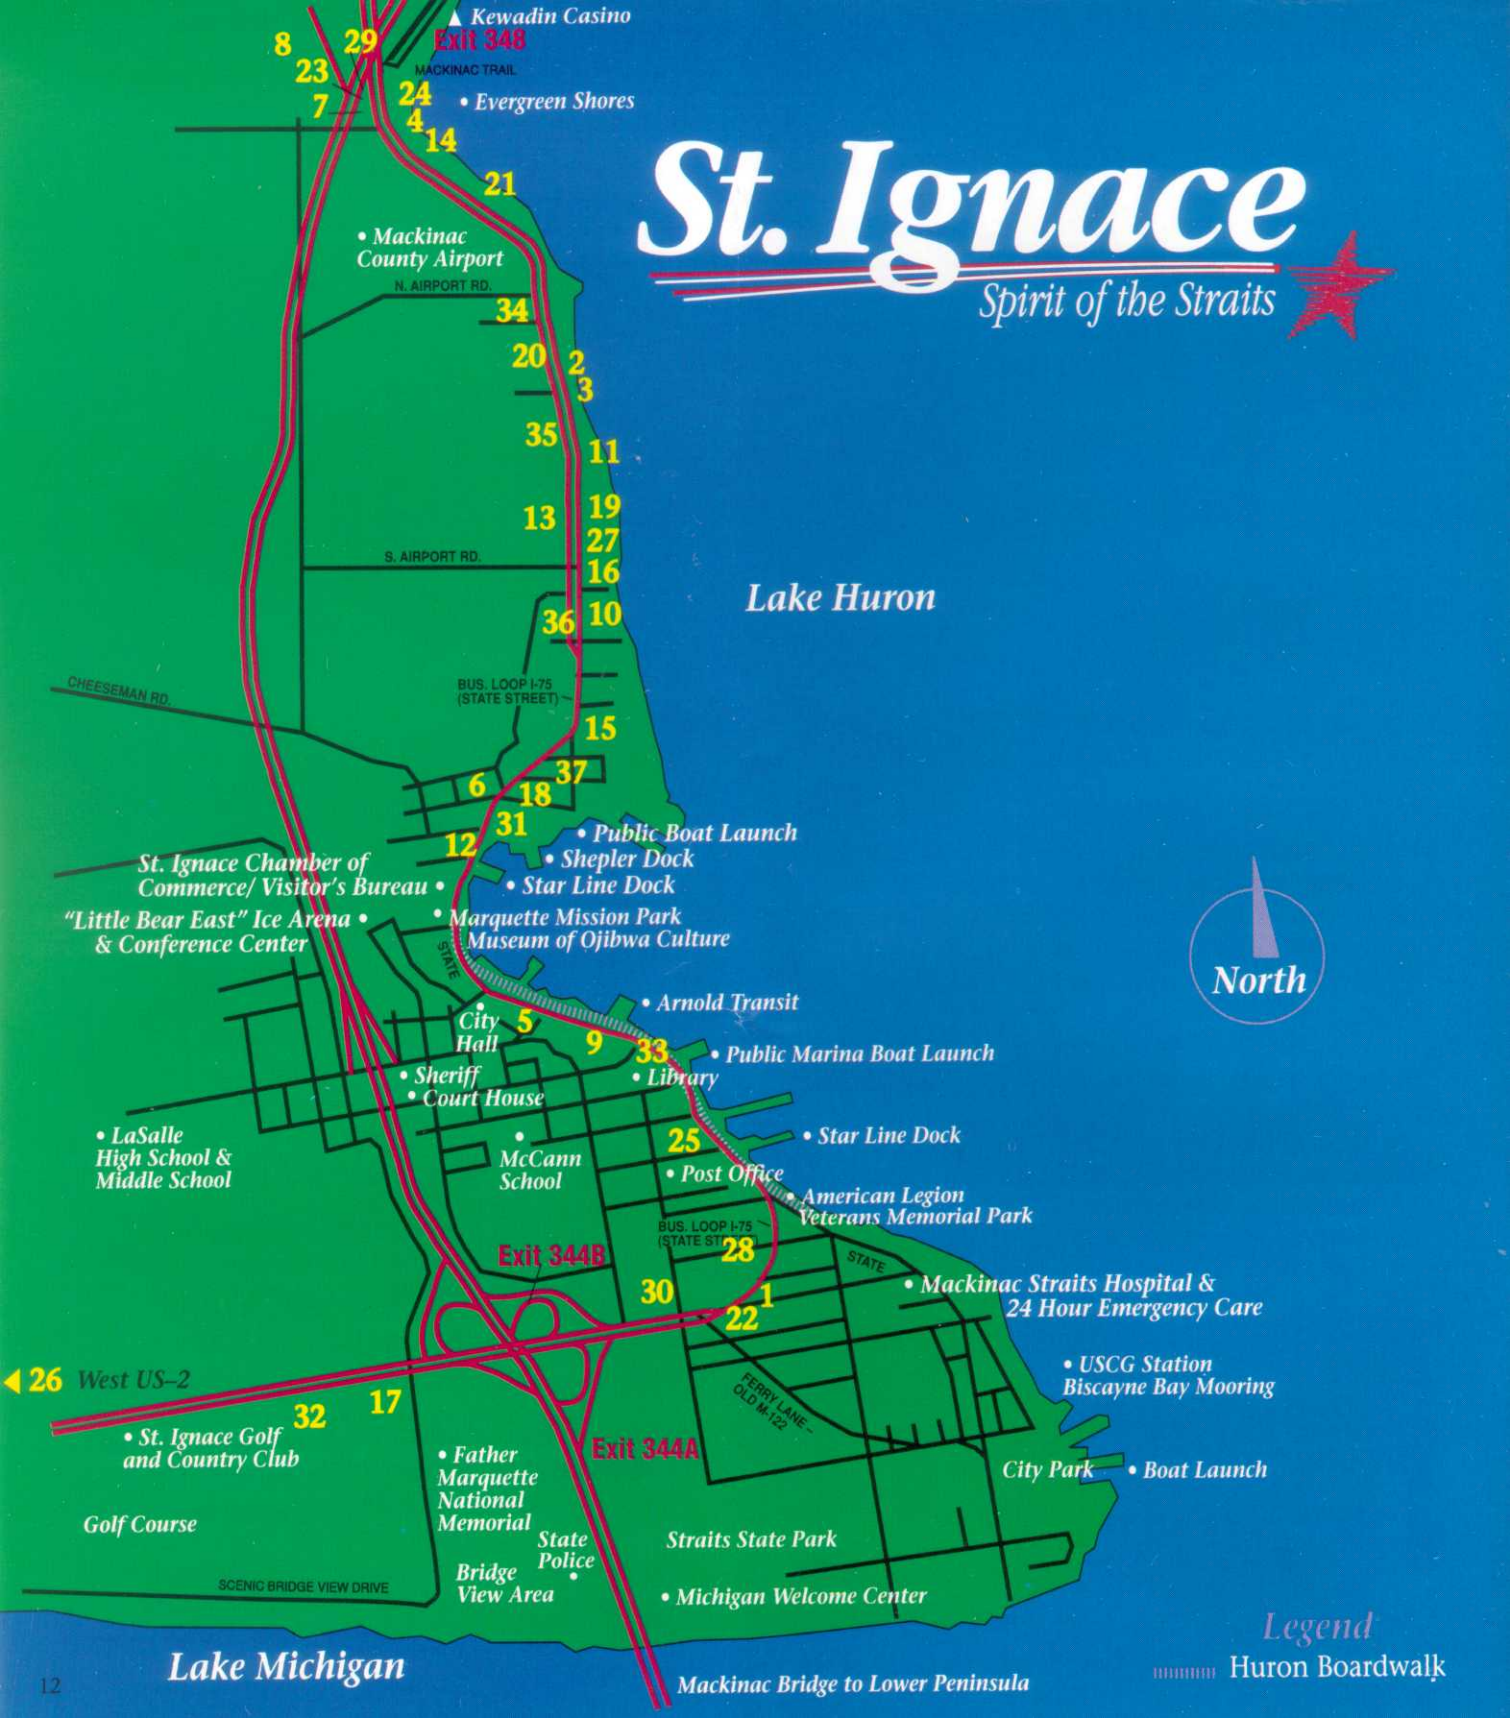 ▲ Kewadin Casino
Exit 348
8
29
23
MACKINAC TRAIL
7
24
• Evergreen Shores
4
14
21
St. Ignace
Spirit of the Straits
• Mackinac
County Airport
N. AIRPORT RD.
34
20
2
3
35
11
13
19
27
S. AIRPORT RD.
16
36
10
Lake Huron
CHEESEMAN RD.
BUS. LOOP I-75
(STATE STREET)
15
37
6
18
31
12
• Public Boat Launch
• Shepler Dock
• Star Line Dock
St. Ignace Chamber of
Commerce/ Visitor's Bureau •
"Little Bear East" Ice Arena •
& Conference Center
• Marquette Mission Park
Museum of Ojibwa Culture
STATE
North
• Arnold Transit
City
Hall
5
9
33
• Public Marina Boat Launch
• Library
• Sheriff
• Court House
• LaSalle
High School &
Middle School
McCann
School
25
• Star Line Dock
• Post Office
• American Legion
Veterans Memorial Park
BUS. LOOP I-75
(STATE STREET)
28
STATE
Exit 344B
30
1
22
• Mackinac Straits Hospital &
24 Hour Emergency Care
• USCG Station
Biscayne Bay Mooring
26 West US–2
17
32
FERRY LANE
OLD M-122
• St. Ignace Golf
and Country Club
Exit 344A
• Father
Marquette
National
Memorial
City Park
• Boat Launch
Golf Course
State
Police
Straits State Park
Bridge
View Area
• Michigan Welcome Center
SCENIC BRIDGE VIEW DRIVE
Lake Michigan
Mackinac Bridge to Lower Peninsula
Legend
Huron Boardwalk
12